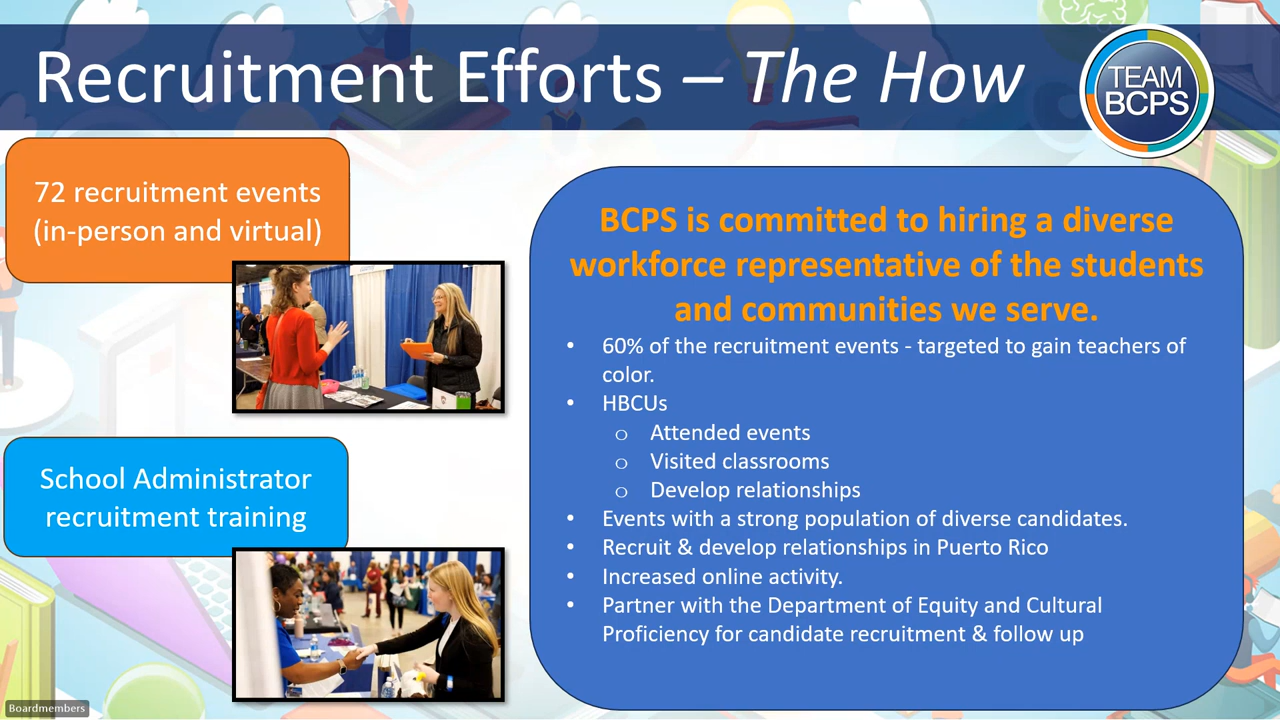 Recruitment Efforts – The How
TEAM
BCPS
72 recruitment events
(in-person and virtual)
School Administrator
recruitment training
BCPS is committed to hiring a diverse
workforce representative of the students
and communities we serve.
• 60% of the recruitment events - targeted to gain teachers of
color.
• HBCUs
o Attended events
o Visited classrooms
o Develop relationships
• Events with a strong population of diverse candidates.
• Recruit & develop relationships in Puerto Rico
• Increased online activity.
• Partner with the Department of Equity and Cultural
Proficiency for candidate recruitment & follow up
Boardmembers